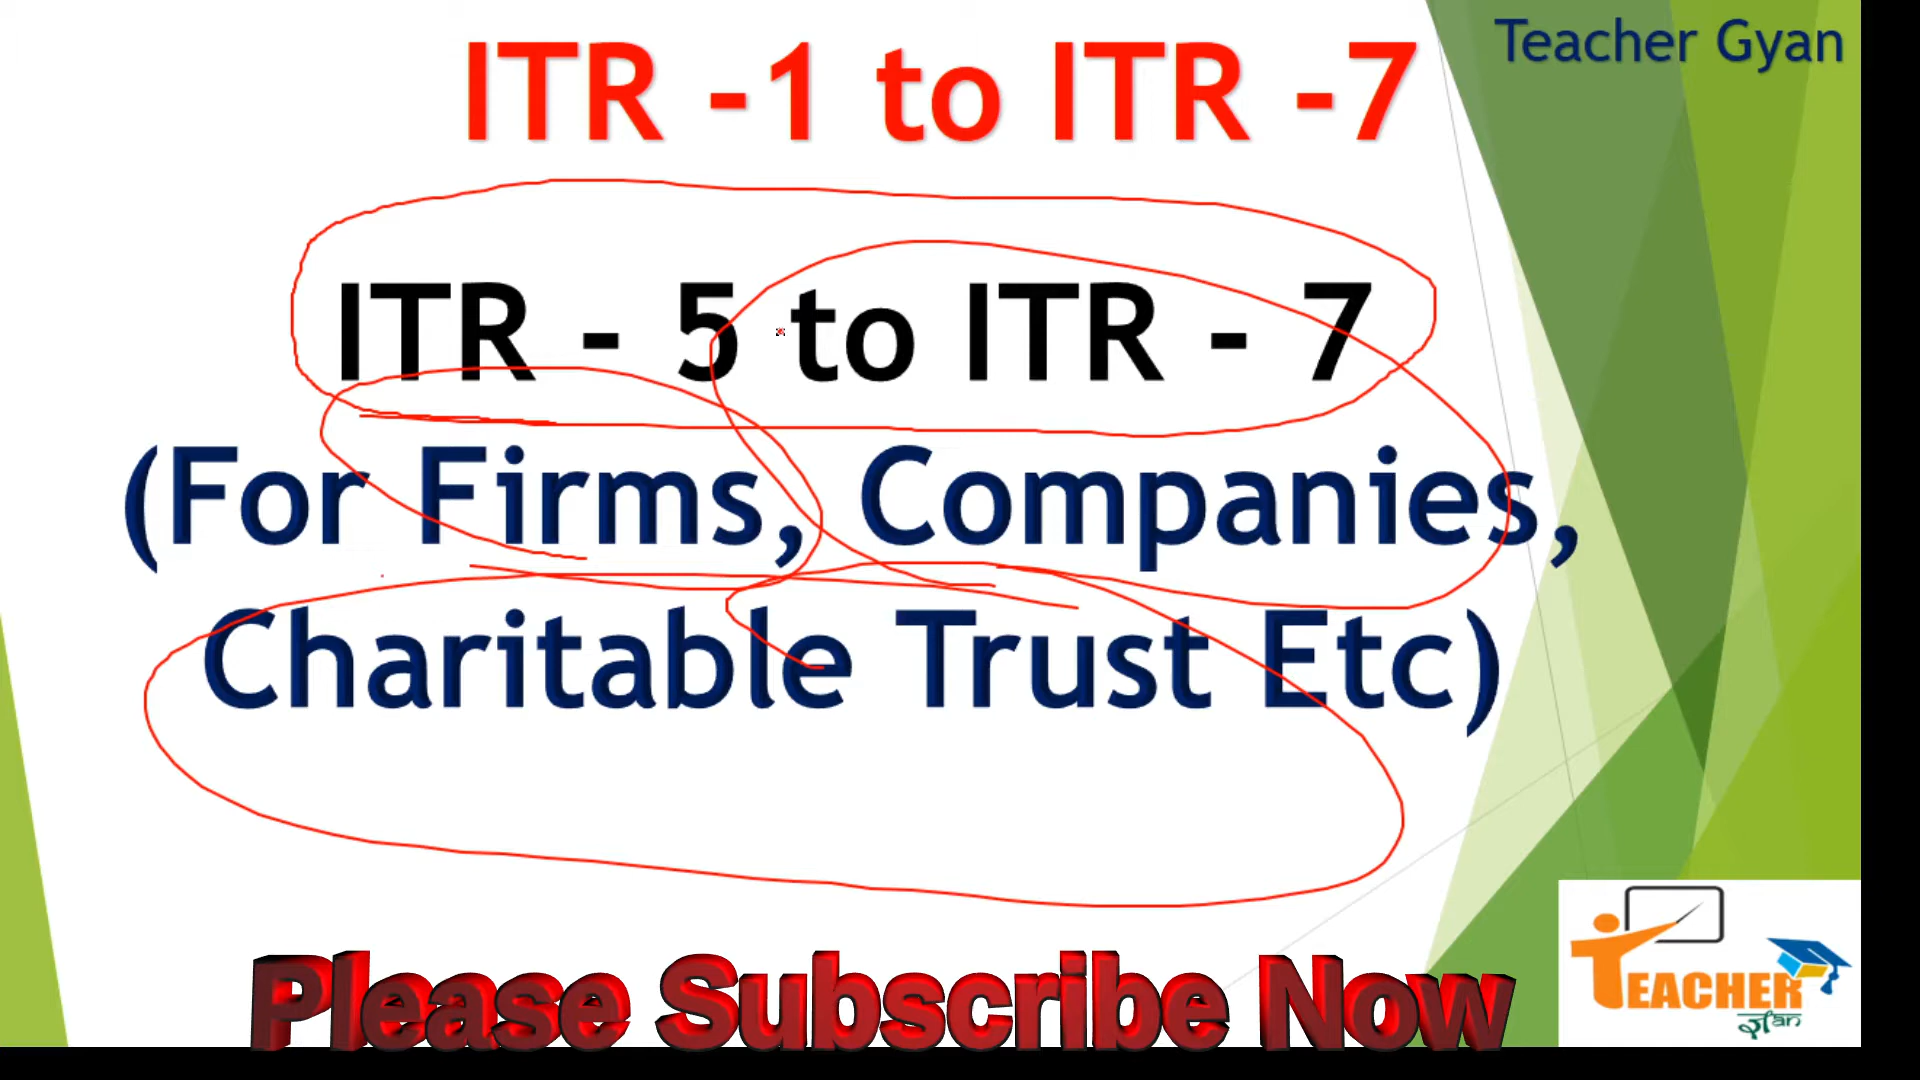 Teacher Gyan
ITR -1 to ITR -7
ITR - 5 to ITR - 7
(For Firms, Companies,
Charitable Trust Etc)
Please Subscribe Now
TEACHER
ज्ञान